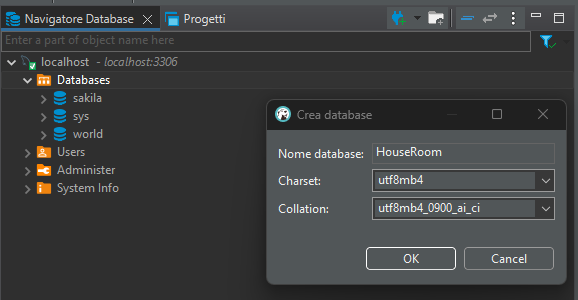 Navigatore Database
Progetti
Enter a part of object name here
localhost - localhost:3306
Databases
sakila
sys
world
Users
Administer
System Info
Crea database
Nome database: HouseRoom
Charset: utf8mb4
Collation: utf8mb4_0900_ai_ci
OK Cancel